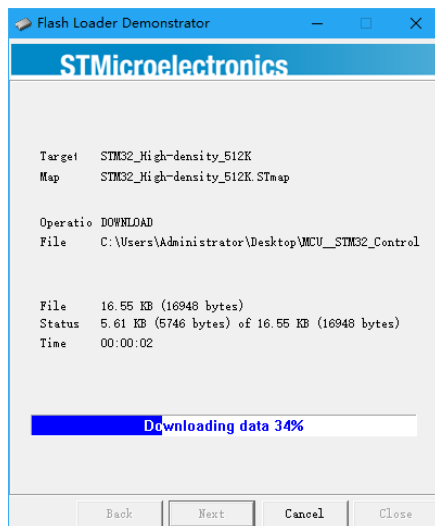 Flash Loader Demonstrator
STMicroelectronics
Target STM32_High-density_512K
Map STM32_High-density_512K.STmap
Operatio DOWNLOAD
File C:\Users\Administrator\Desktop\MCU__STM32_Control
File 16.55 KB (16948 bytes)
Status 5.61 KB (5746 bytes) of 16.55 KB (16948 bytes)
Time 00:00:02
Downloading data 34%
Back Next Cancel Close